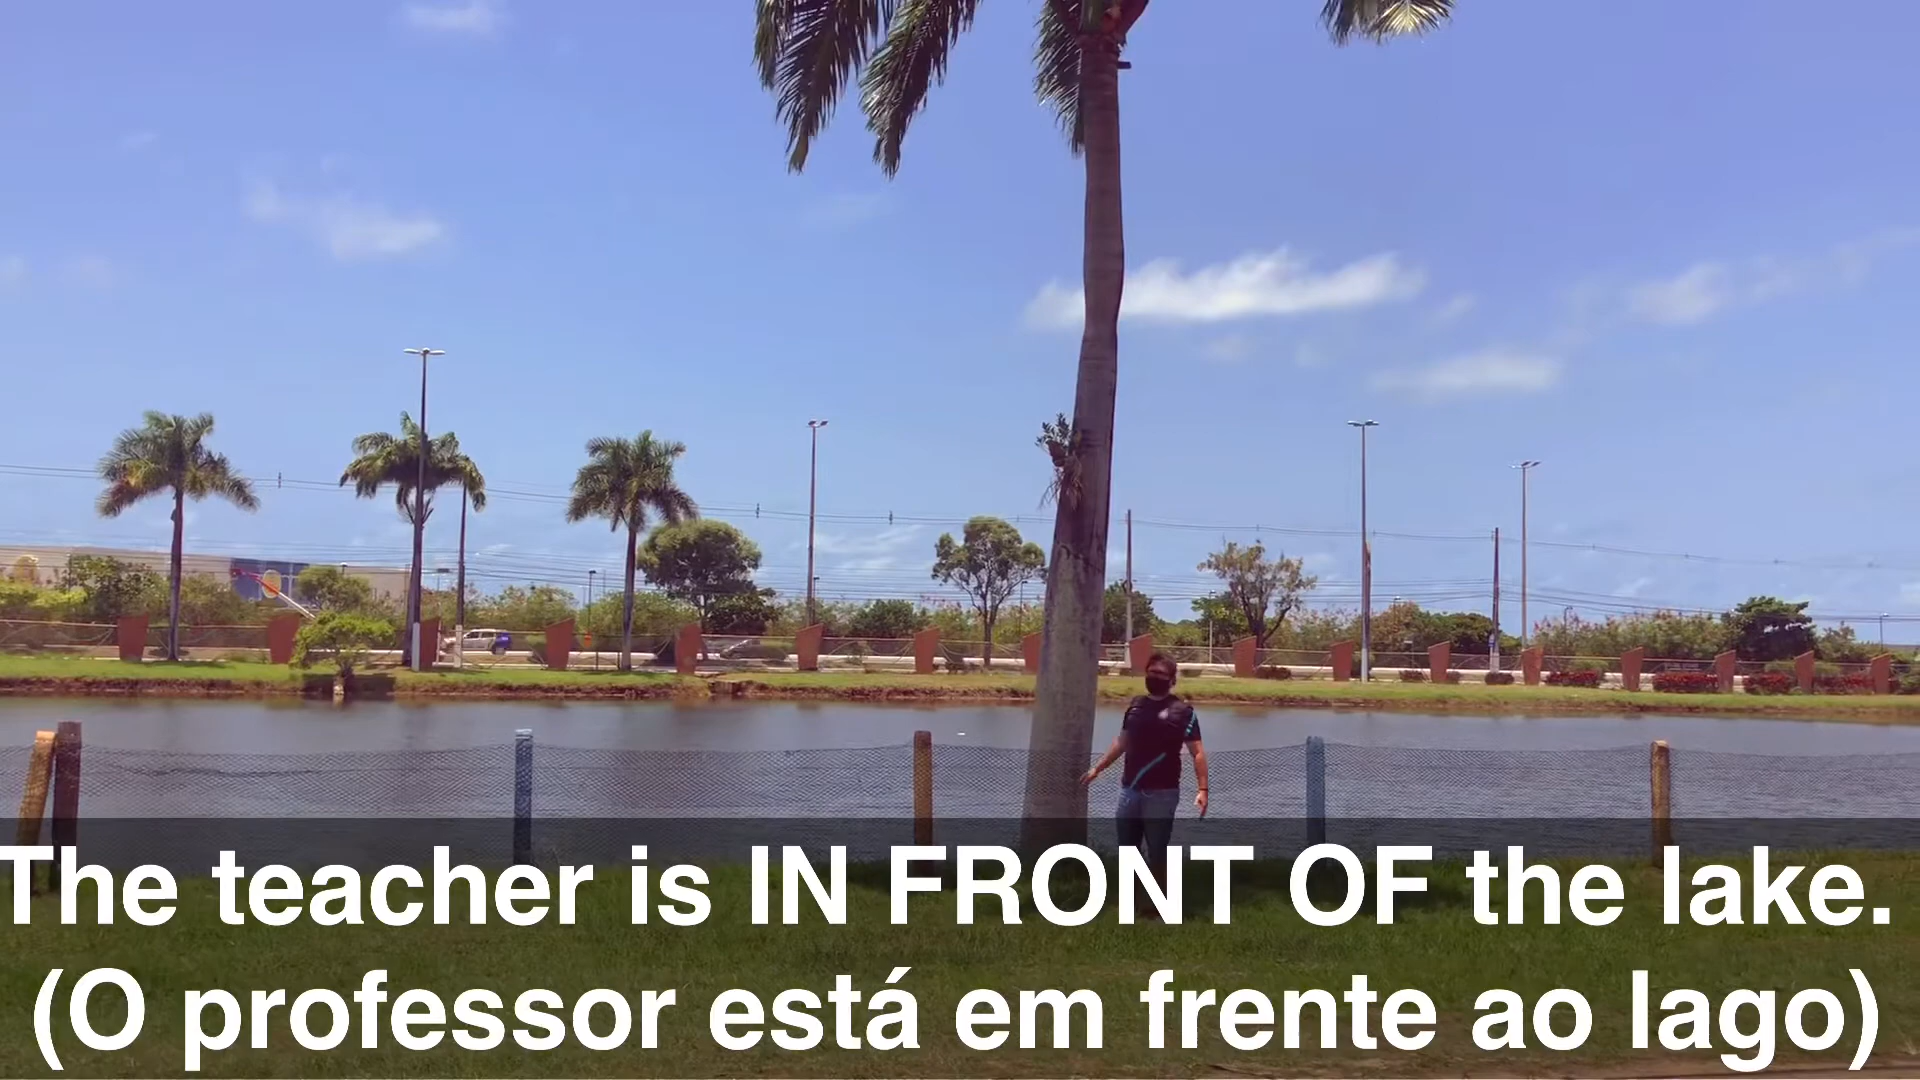 The teacher is IN FRONT OF the lake.
(O professor está em frente ao lago)